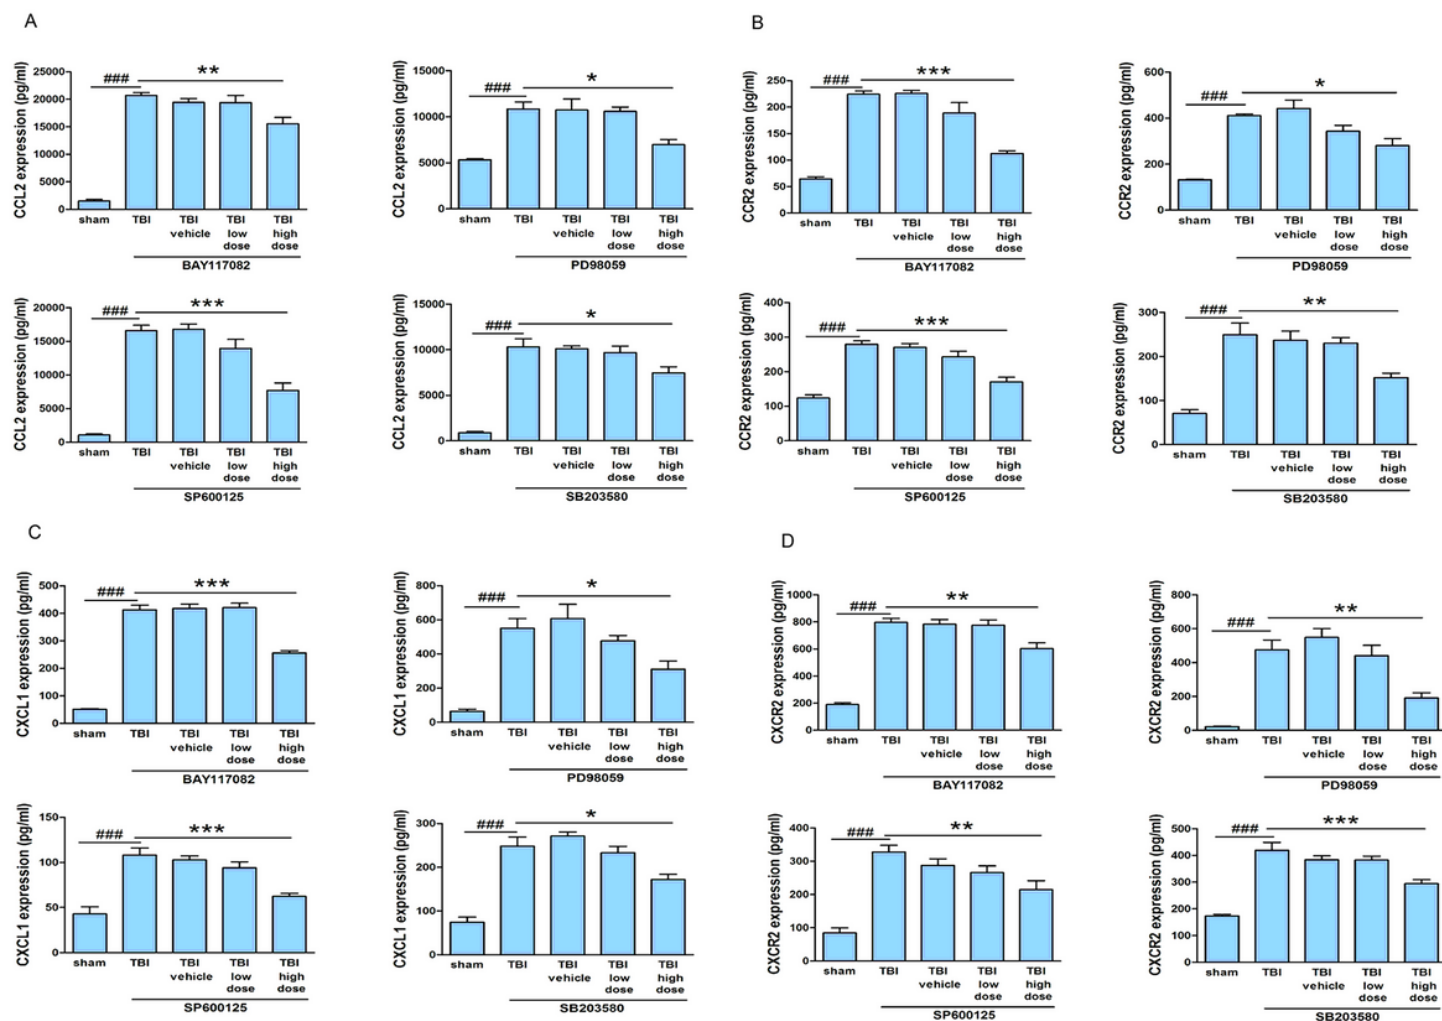 A
CCL2 expression (pg/ml)
25000
20000
15000
10000
5000
0
###
**
sham TBI TBI TBI TBI
vehicle low high
dose dose
BAY117082
CCL2 expression (pg/ml)
15000
10000
5000
0
###
*
sham TBI TBI TBI TBI
vehicle low high
dose dose
PD98059
CCL2 expression (pg/ml)
20000
15000
10000
5000
0
###
***
sham TBI TBI TBI TBI
vehicle low high
dose dose
SP600125
CCL2 expression (pg/ml)
15000
10000
5000
0
###
*
sham TBI TBI TBI TBI
vehicle low high
dose dose
SB203580
B
CCR2 expression (pg/ml)
250
200
150
100
50
0
###
***
sham TBI TBI TBI TBI
vehicle low high
dose dose
BAY117082
CCR2 expression (pg/ml)
600
400
200
0
###
*
sham TBI TBI TBI TBI
vehicle low high
dose dose
PD98059
CCR2 expression (pg/ml)
400
300
200
100
0
###
***
sham TBI TBI TBI TBI
vehicle low high
dose dose
SP600125
CCR2 expression (pg/ml)
300
200
100
0
###
**
sham TBI TBI TBI TBI
vehicle low high
dose dose
SB203580
C
CXCL1 expression (pg/ml)
500
400
300
200
100
0
###
***
sham TBI TBI TBI TBI
vehicle low high
dose dose
BAY117082
CXCL1 expression (pg/ml)
800
600
400
200
0
###
*
sham TBI TBI TBI TBI
vehicle low high
dose dose
PD98059
CXCL1 expression (pg/ml)
150
100
50
0
###
***
sham TBI TBI TBI TBI
vehicle low high
dose dose
SP600125
CXCL1 expression (pg/ml)
300
200
100
0
###
*
sham TBI TBI TBI TBI
vehicle low high
dose dose
SB203580
D
CXCR2 expression (pg/ml)
1000
800
600
400
200
0
###
**
sham TBI TBI TBI TBI
vehicle low high
dose dose
BAY117082
CXCR2 expression (pg/ml)
800
600
400
200
0
###
**
sham TBI TBI TBI TBI
vehicle low high
dose dose
PD98059
CXCR2 expression (pg/ml)
400
300
200
100
0
###
**
sham TBI TBI TBI TBI
vehicle low high
dose dose
SP600125
CXCR2 expression (pg/ml)
500
400
300
200
100
0
###
***
sham TBI TBI TBI TBI
vehicle low high
dose dose
SB203580